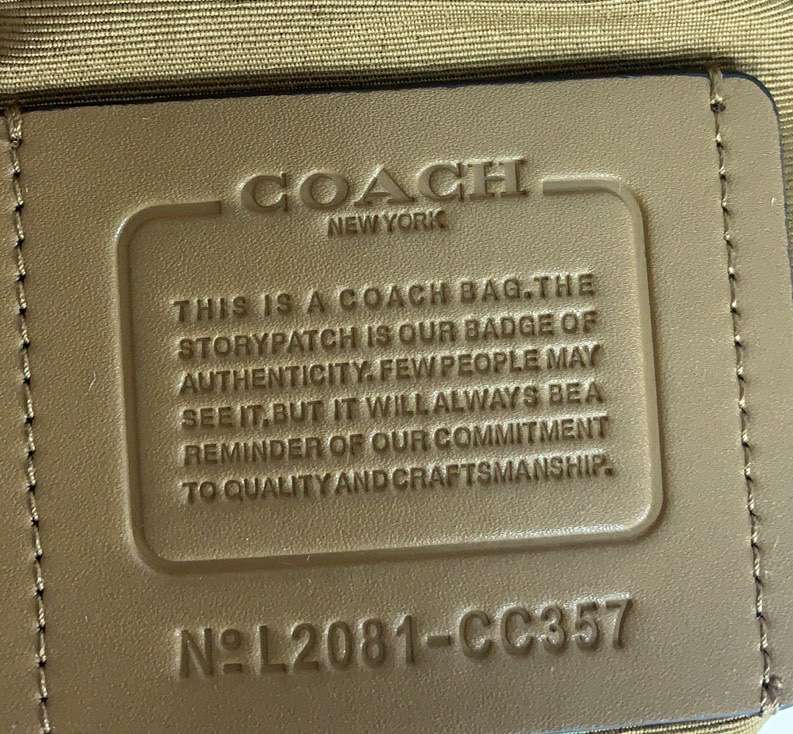 COACH
NEW YORK
THIS IS A COACH BAG. THE
STORYPATCH IS OUR BADGE OF
AUTHENTICITY. FEW PEOPLE MAY
SEE IT. BUT IT WILL ALWAYS BE A
REMINDER OF OUR COMMITMENT
TO QUALITY AND CRAFTSMANSHIP.
Nº L2081-CC357